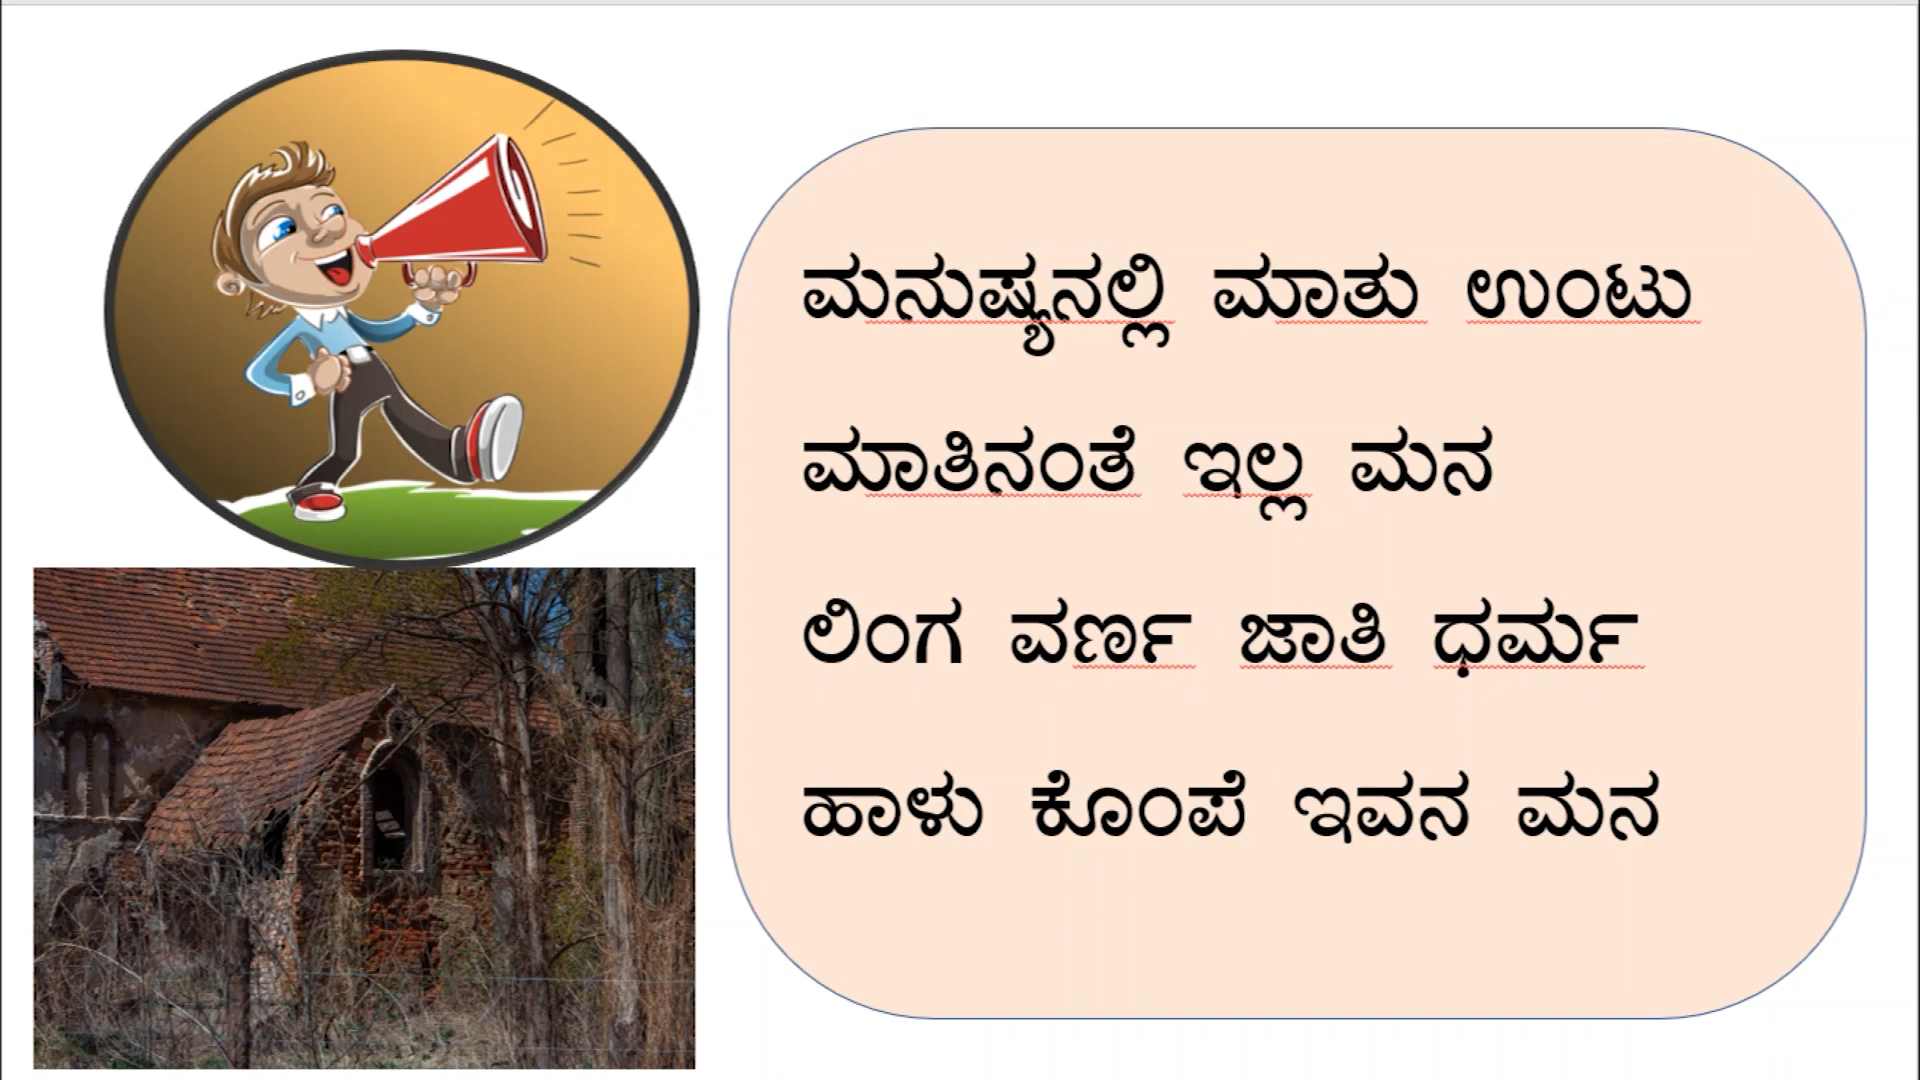 ಮನುಷ್ಯನಲ್ಲಿ ಮಾತು ಉಂಟು
ಮಾತಿನಂತೆ ಇಲ್ಲ ಮನ
ಲಿಂಗ ವರ್ಣ ಜಾತಿ ಧರ್ಮ
ಹಾಳು ಕೊಂಪೆ ಇವನ ಮನ